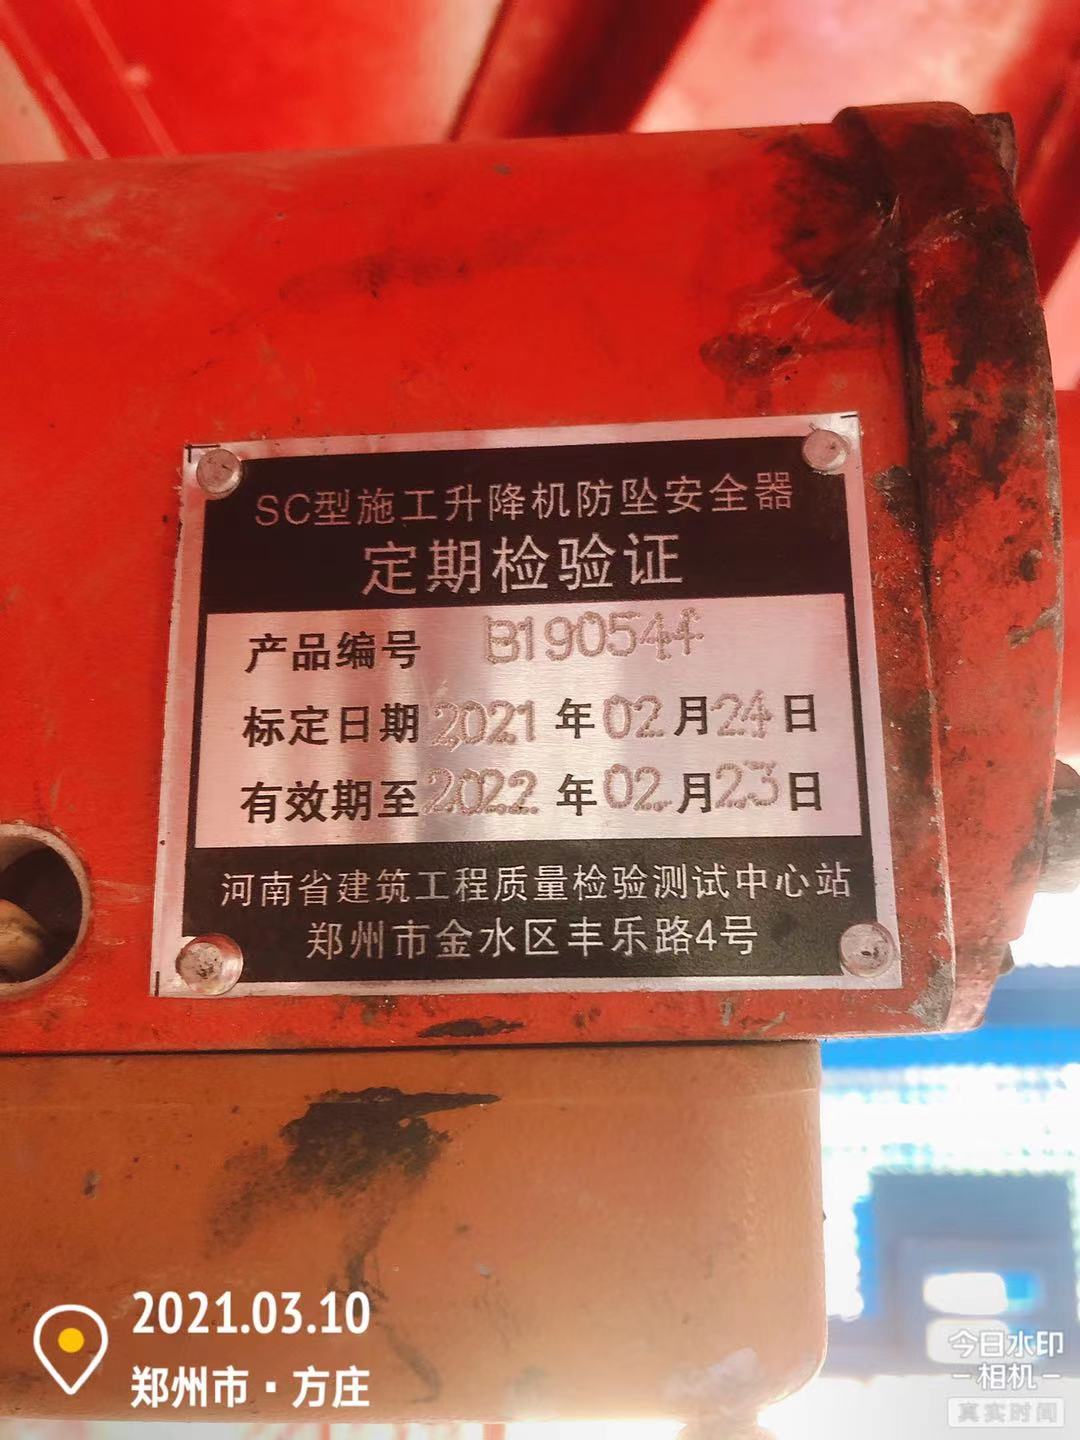 SC型施工升降机防坠安全器
定期检验证
产品编号 B190544
标定日期 2021 年 02 月 24 日
有效期至 2022 年 02 月 23 日
河南省建筑工程质量检验测试中心站
郑州市金水区丰乐路4号
2021.03.10
郑州市·方庄
今日水印
-相机-
真实时间